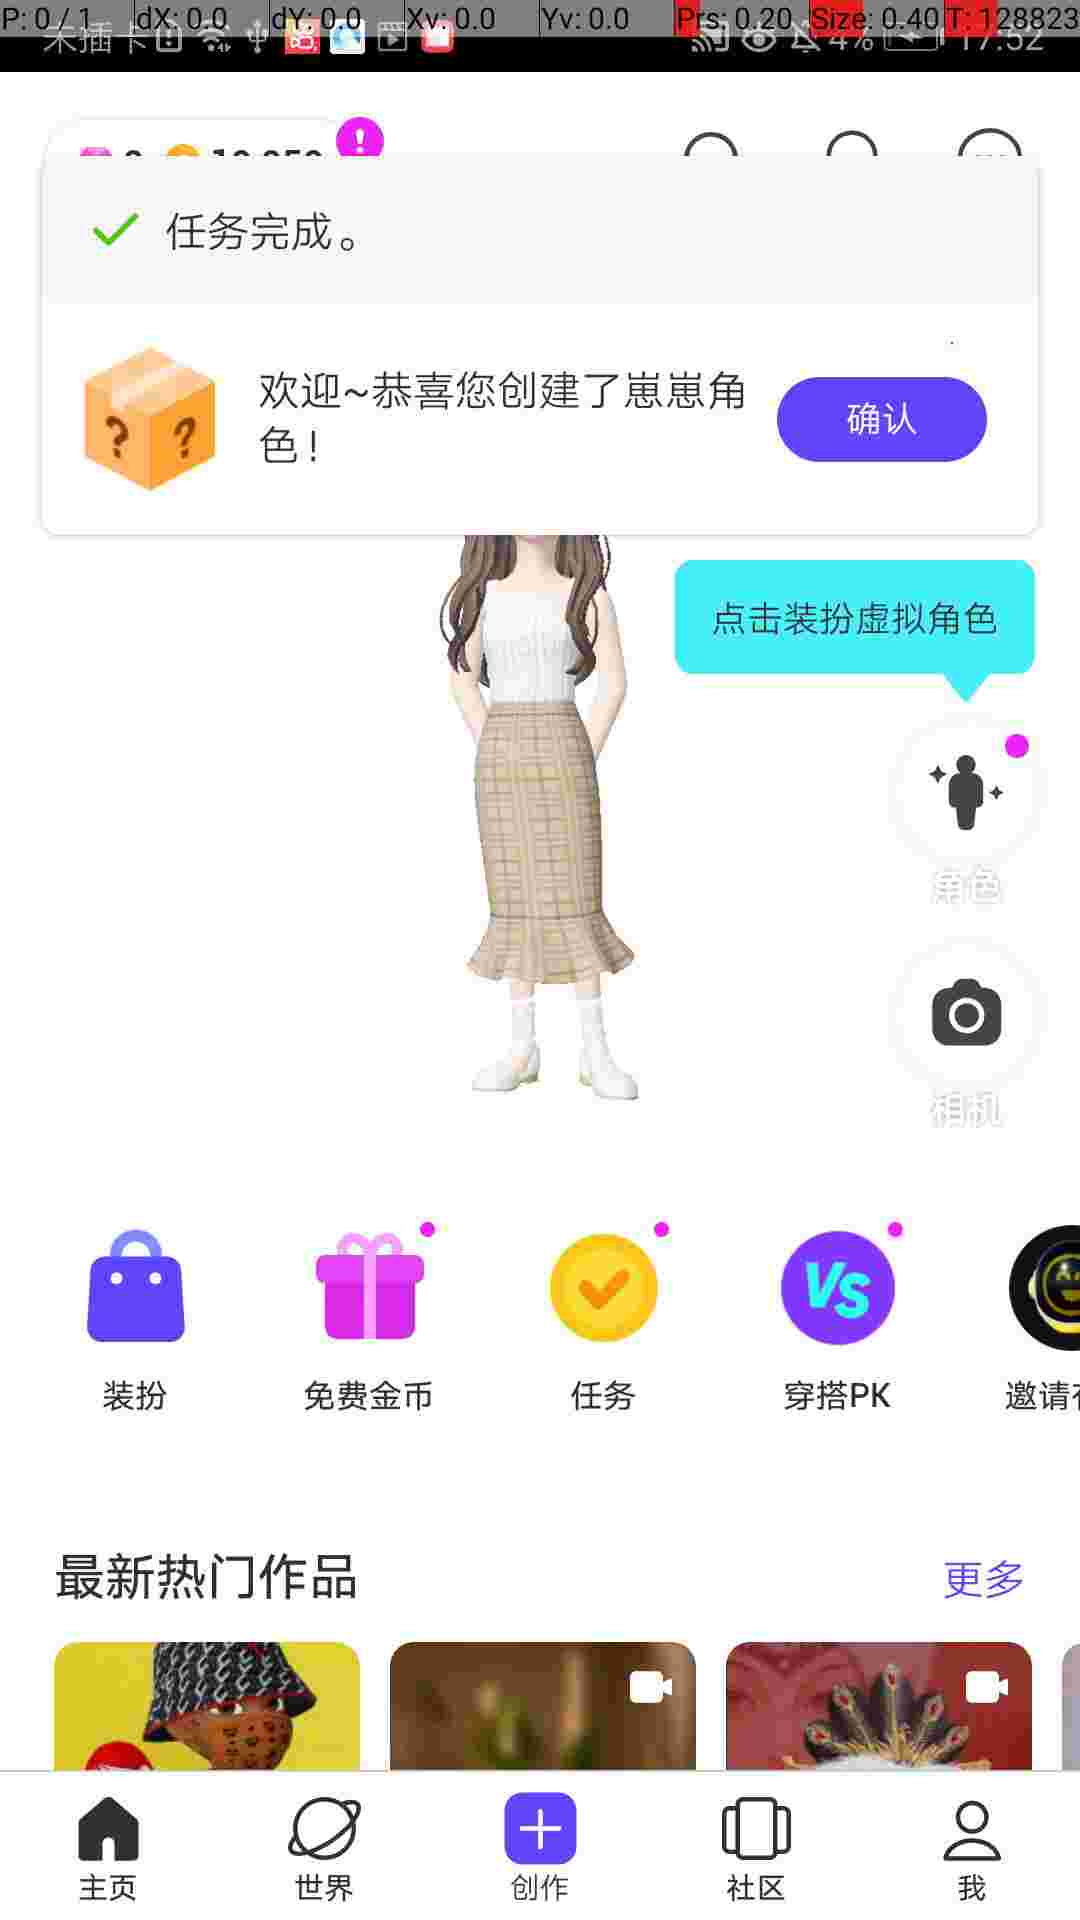 P: 0 / 1 dX: 0.0 dY: 0.0 Xv: 0.0 Yv: 0.0 Prs: 0.20 Size: 0.40 T: 128823
未插卡 4% 17:52
任务完成。
欢迎~恭喜您创建了崽崽角
色!
确认
点击装扮虚拟角色
角色
相机
VS
装扮 免费金币 任务 穿搭PK 邀请
最新热门作品 更多
主页 世界 创作 社区 我